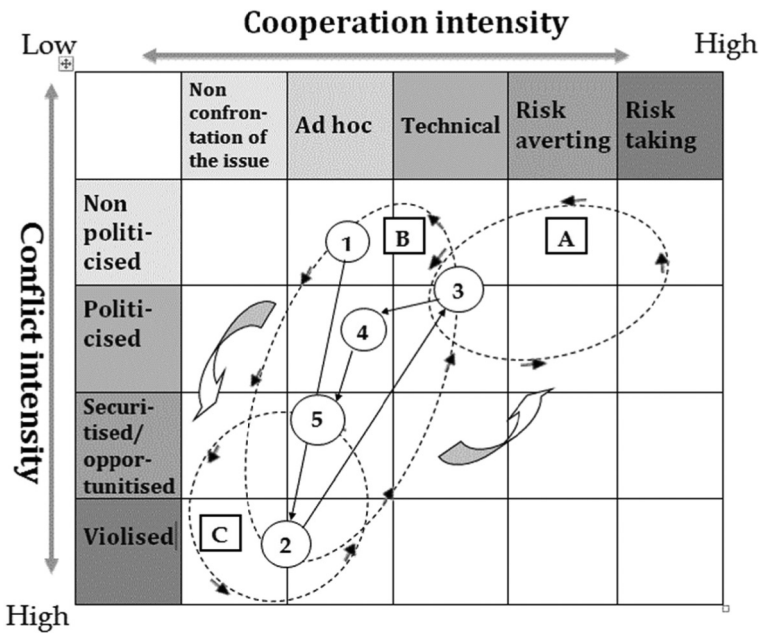 Cooperation intensity
Low
High
Non
confron-
tation of
the issue
Ad hoc
Technical
Risk
averting
Risk
taking
Conflict intensity
Non
politi-
cised
Politi-
cised
Securi-
tised/
oppor-
tunitised
Violised
High
1
B
A
3
4
5
C
2